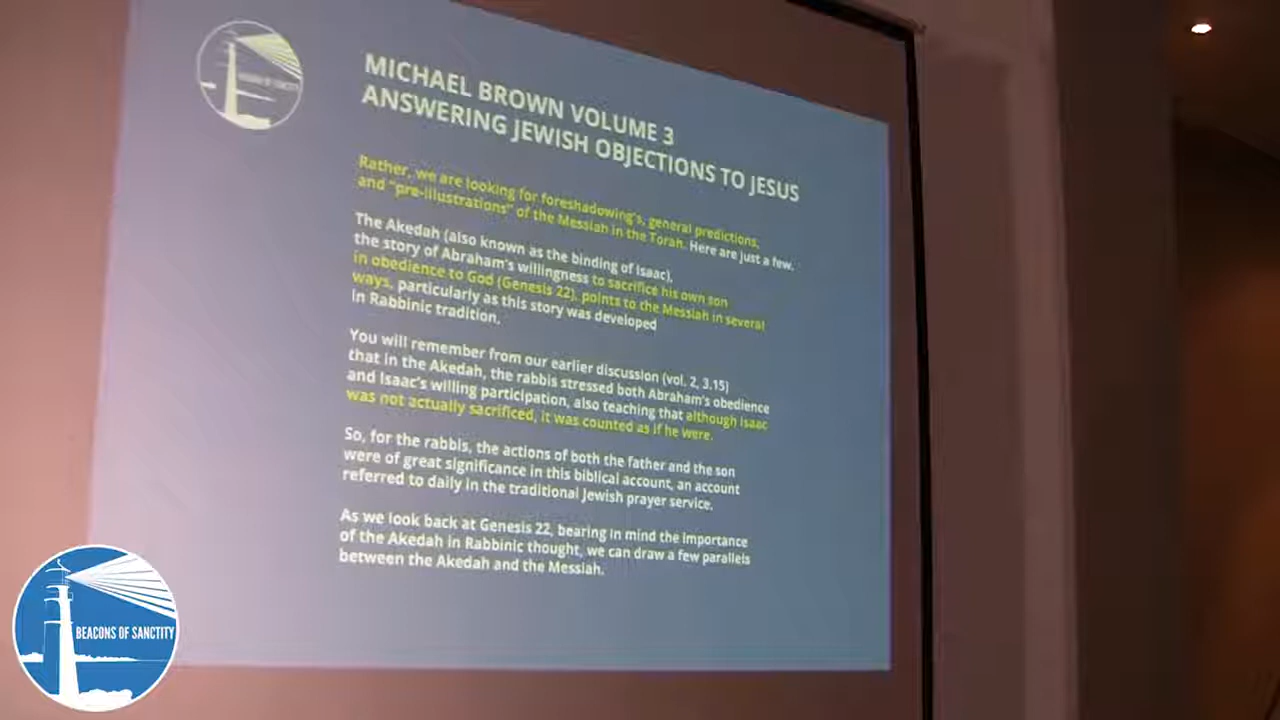 BEACONS OF SANCTITY
MICHAEL BROWN VOLUME 3
ANSWERING JEWISH OBJECTIONS TO JESUS
Rather, we are looking for foreshadowing's, general predictions,
and "pre-illustrations" of the Messiah in the Torah. Here are just a few.
The Akedah (also known as the binding of Isaac),
the story of Abraham's willingness to sacrifice his own son
in obedience to God (Genesis 22), points to the Messiah in several
ways, particularly as this story was developed
in Rabbinic tradition.
You will remember from our earlier discussion (vol. 2, 3.15)
that in the Akedah, the rabbis stressed both Abraham's obedience
and Isaac's willing participation, also teaching that although Isaac
was not actually sacrificed, it was counted as if he were.
So, for the rabbis, the actions of both the father and the son
were of great significance in this biblical account, an account
referred to daily in the traditional Jewish prayer service.
As we look back at Genesis 22, bearing in mind the importance
of the Akedah in Rabbinic thought, we can draw a few parallels
between the Akedah and the Messiah.
BEACONS OF SANCTITY